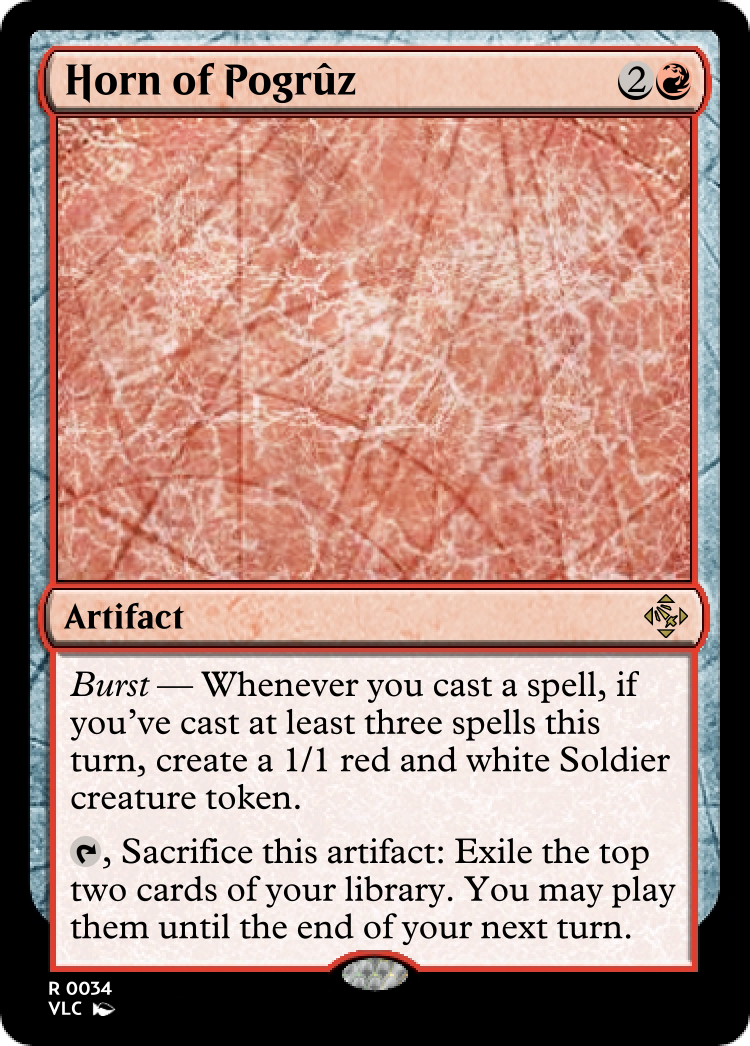 Horn of Pogrûz 2
Artifact
Burst — Whenever you cast a spell, if
you've cast at least three spells this
turn, create a 1/1 red and white Soldier
creature token.
, Sacrifice this artifact: Exile the top
two cards of your library. You may play
them until the end of your next turn.
R 0034
VLC